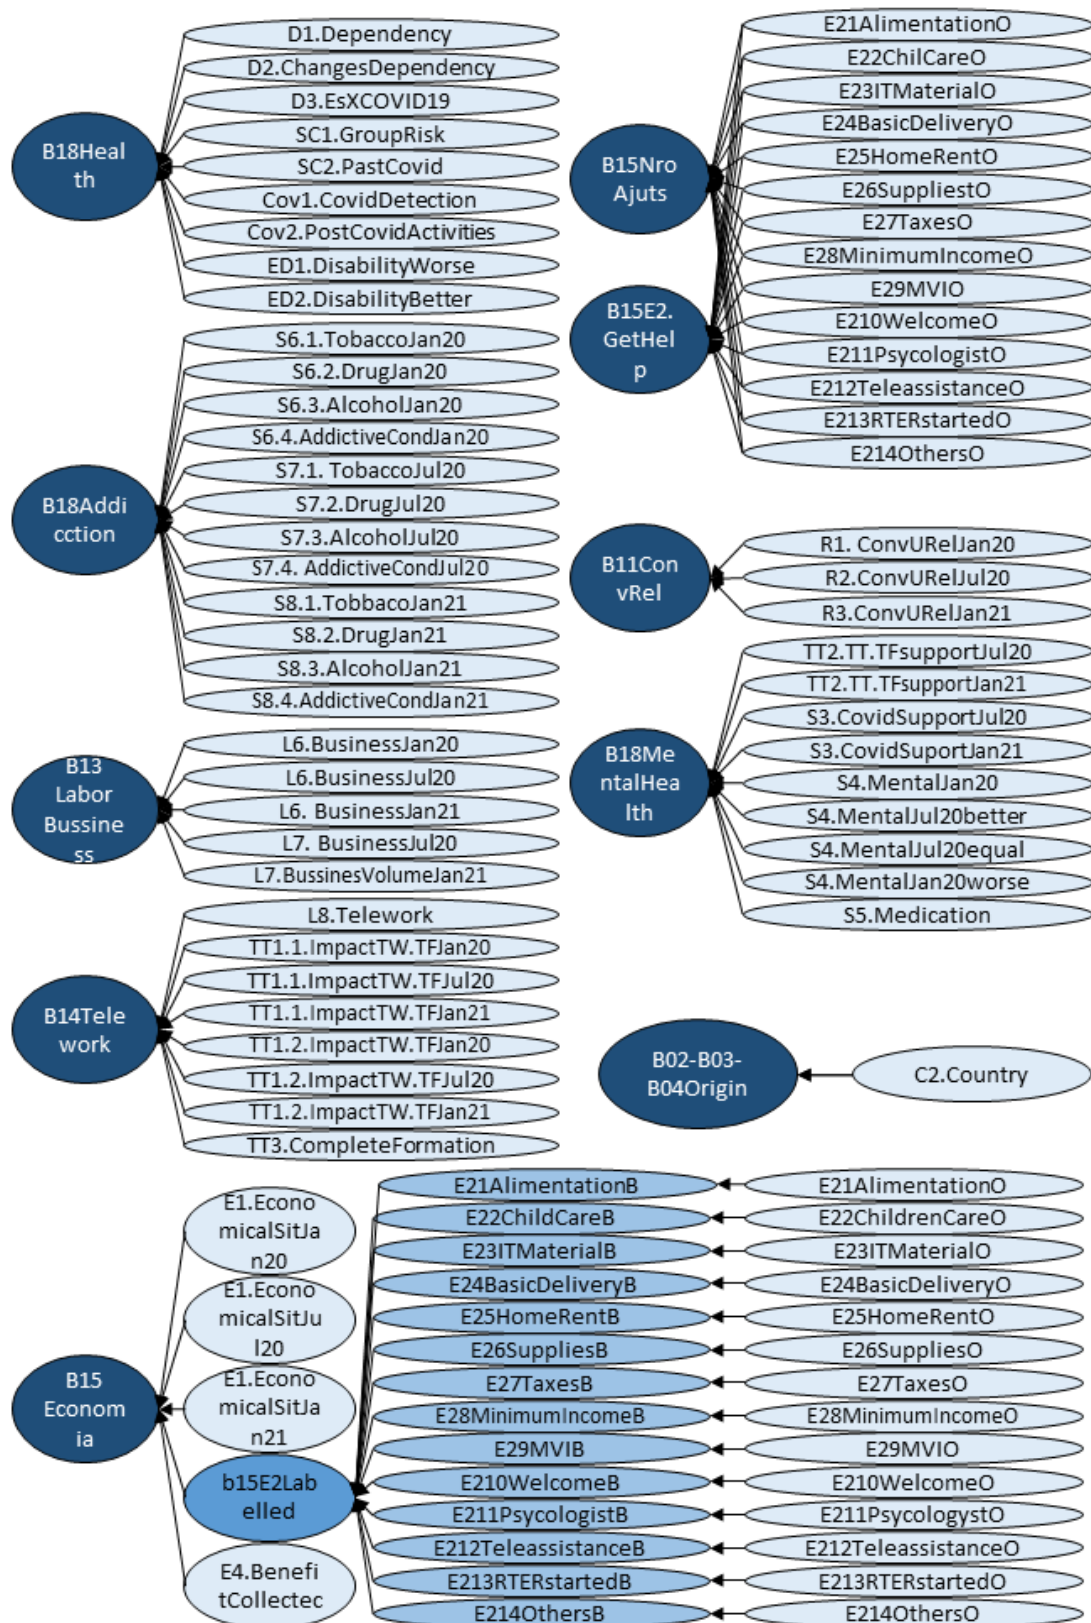 D1.Dependency
D2.ChangesDependency
D3.EsXCOVID19
SC1.GroupRisk
SC2.PastCovid
Cov1.CovidDetection
Cov2.PostCovidActivities
ED1.DisabilityWorse
ED2.DisabilityBetter
B18Heal
th
S6.1.TobaccoJan20
S6.2.DrugJan20
S6.3.AlcoholJan20
S6.4.AddictiveCondJan20
S7.1. TobaccoJul20
S7.2.DrugJul20
S7.3.AlcoholJul20
S7.4. AddictiveCondJul20
S8.1.TobbacoJan21
S8.2.DrugJan21
S8.3.AlcoholJan21
S8.4.AddictiveCondJan21
B18Addi
cction
L6.BusinessJan20
L6.BusinessJul20
L6. BusinessJan21
L7. BusinessJul20
L7.BussinesVolumeJan21
B13
Labor
Bussine
ss
L8.Telework
TT1.1.ImpactTW.TFJan20
TT1.1.ImpactTW.TFJul20
TT1.1.ImpactTW.TFJan21
TT1.2.ImpactTW.TFJan20
TT1.2.ImpactTW.TFJul20
TT1.2.ImpactTW.TFJan21
TT3.CompleteFormation
B14Tele
work
E21AlimentationO
E22ChilCareO
E23ITMaterialO
E24BasicDeliveryO
E25HomeRentO
E26SuppliestO
E27TaxesO
E28MinimumIncomeO
E29MVIO
E210WelcomeO
E211PsycologistO
E212TeleassistanceO
E213RTERstartedO
E214OthersO
B15Nro
Ajuts
B15E2.
GetHel
p
R1. ConvURelJan20
R2.ConvURelJul20
R3.ConvURelJan21
B11Con
vRel
TT2.TT.TFsupportJul20
TT2.TT.TFsupportJan21
S3.CovidSupportJul20
S3.CovidSuportJan21
S4.MentalJan20
S4.MentalJul20better
S4.MentalJul20equal
S4.MentalJan20worse
S5.Medication
B18Me
ntalHea
lth
B02-B03-
B04Origin
C2.Country
B15
Econom
ia
E1.Econo
micalSitJa
n20
E1.Econo
micalSitJu
l20
E1.Econo
micalSitJa
n21
b15E2Lab
elled
E4.Benefi
tCollectec
E21AlimentationB
E22ChildCareB
E23ITMaterialB
E24BasicDeliveryB
E25HomeRentB
E26SuppliesB
E27TaxesB
E28MinimumIncomeB
E29MVIB
E210WelcomeB
E211PsycologistB
E212TeleassistanceB
E213RTERstartedB
E214OthersB
E21AlimentationO
E22ChildrenCareO
E23ITMaterialO
E24BasicDeliveryO
E25HomeRentO
E26SuppliesO
E27TaxesO
E28MinimumIncomeO
E29MVIO
E210WelcomeO
E211PsycologystO
E212TeleassistanceO
E213RTERstartedO
E214OthersO